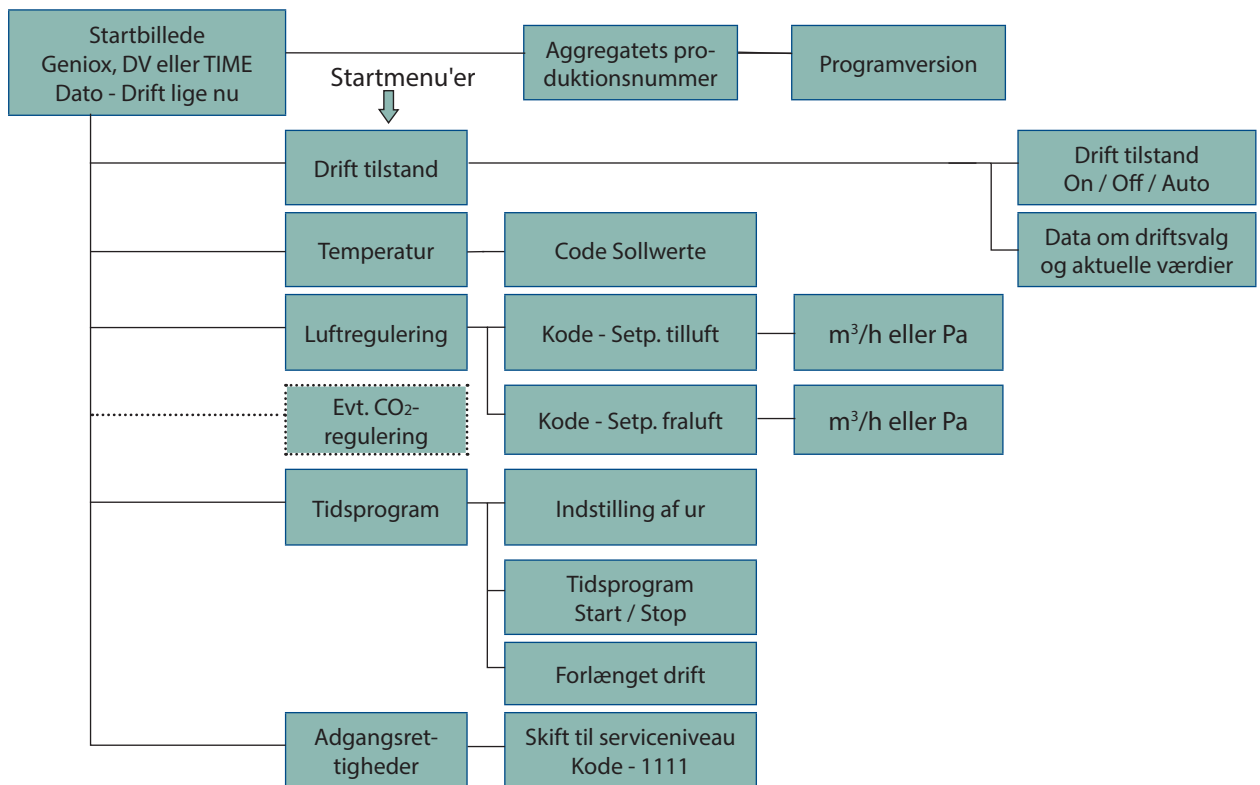 Startbillede
Geniox, DV eller TIME
Dato - Drift lige nu
Aggregatets pro-
duktionsnummer
Programversion
Startmenu'er
Drift tilstand
Drift tilstand
On / Off / Auto
Data om driftsvalg
og aktuelle værdier
Temperatur
Code Sollwerte
Luftregulering
Kode - Setp. tilluft
m³/h eller Pa
Evt. CO₂-
regulering
Kode - Setp. fraluft
m³/h eller Pa
Tidsprogram
Indstilling af ur
Tidsprogram
Start / Stop
Forlænget drift
Adgangsret-
tigheder
Skift til serviceniveau
Kode - 1111